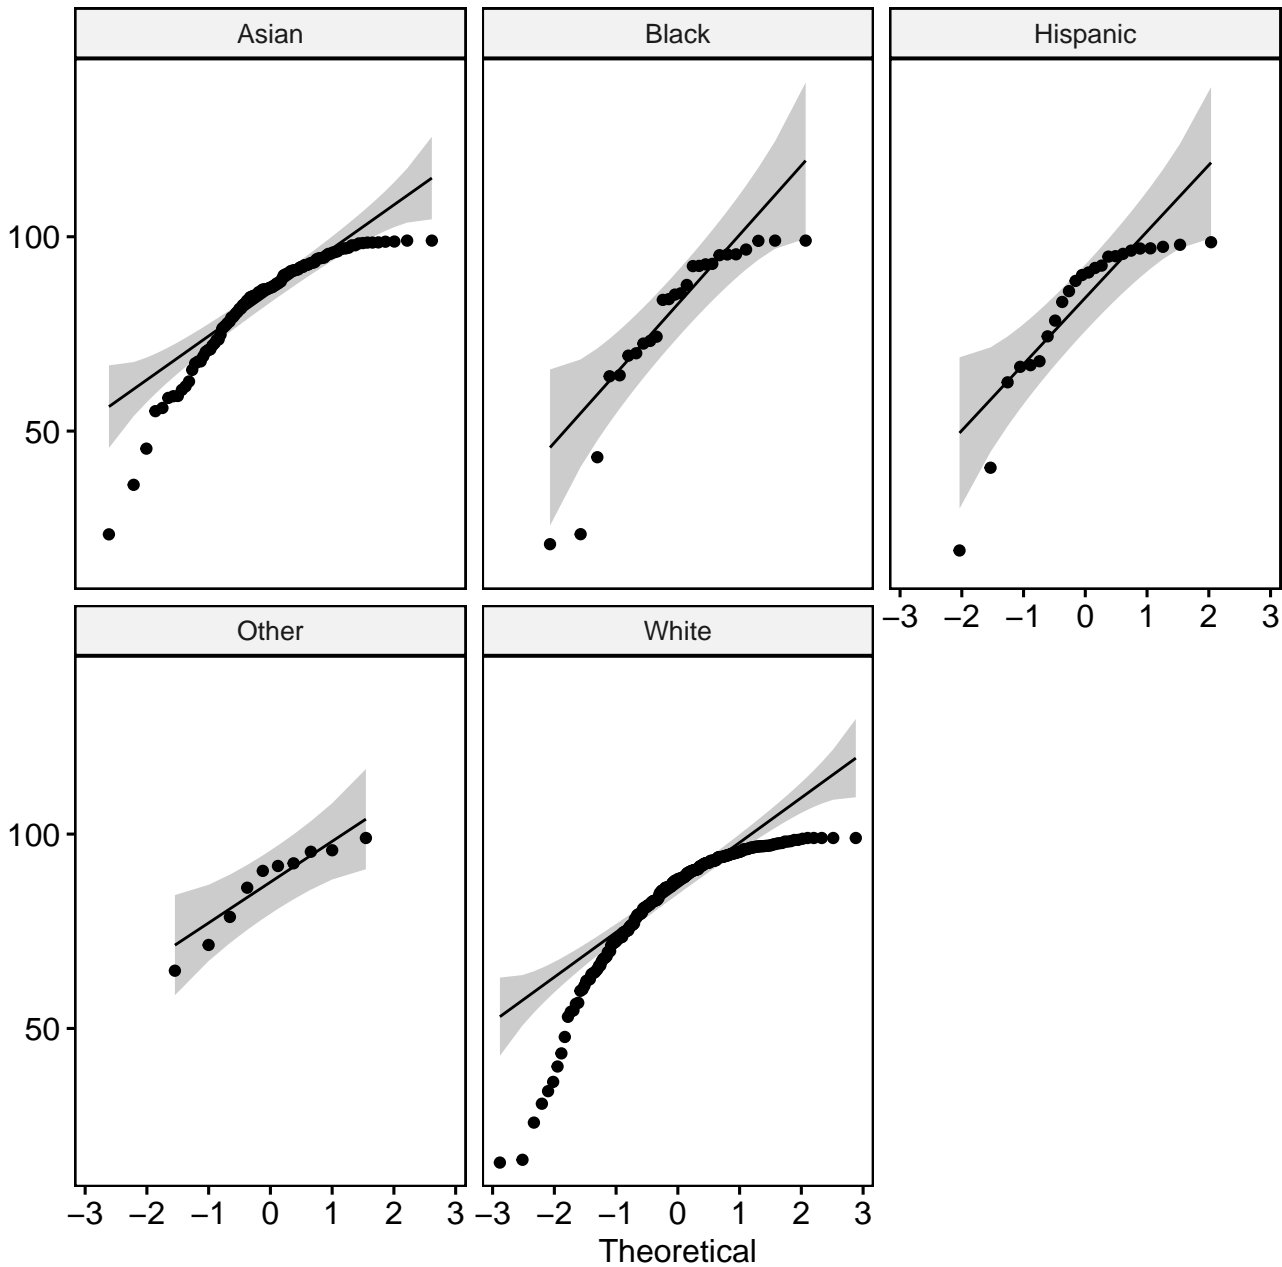 Asian Black Hispanic
100
50
−3 −2 −1 0 1 2 3
Other White
100
50
−3 −2 −1 0 1 2 3 −3 −2 −1 0 1 2 3
Theoretical